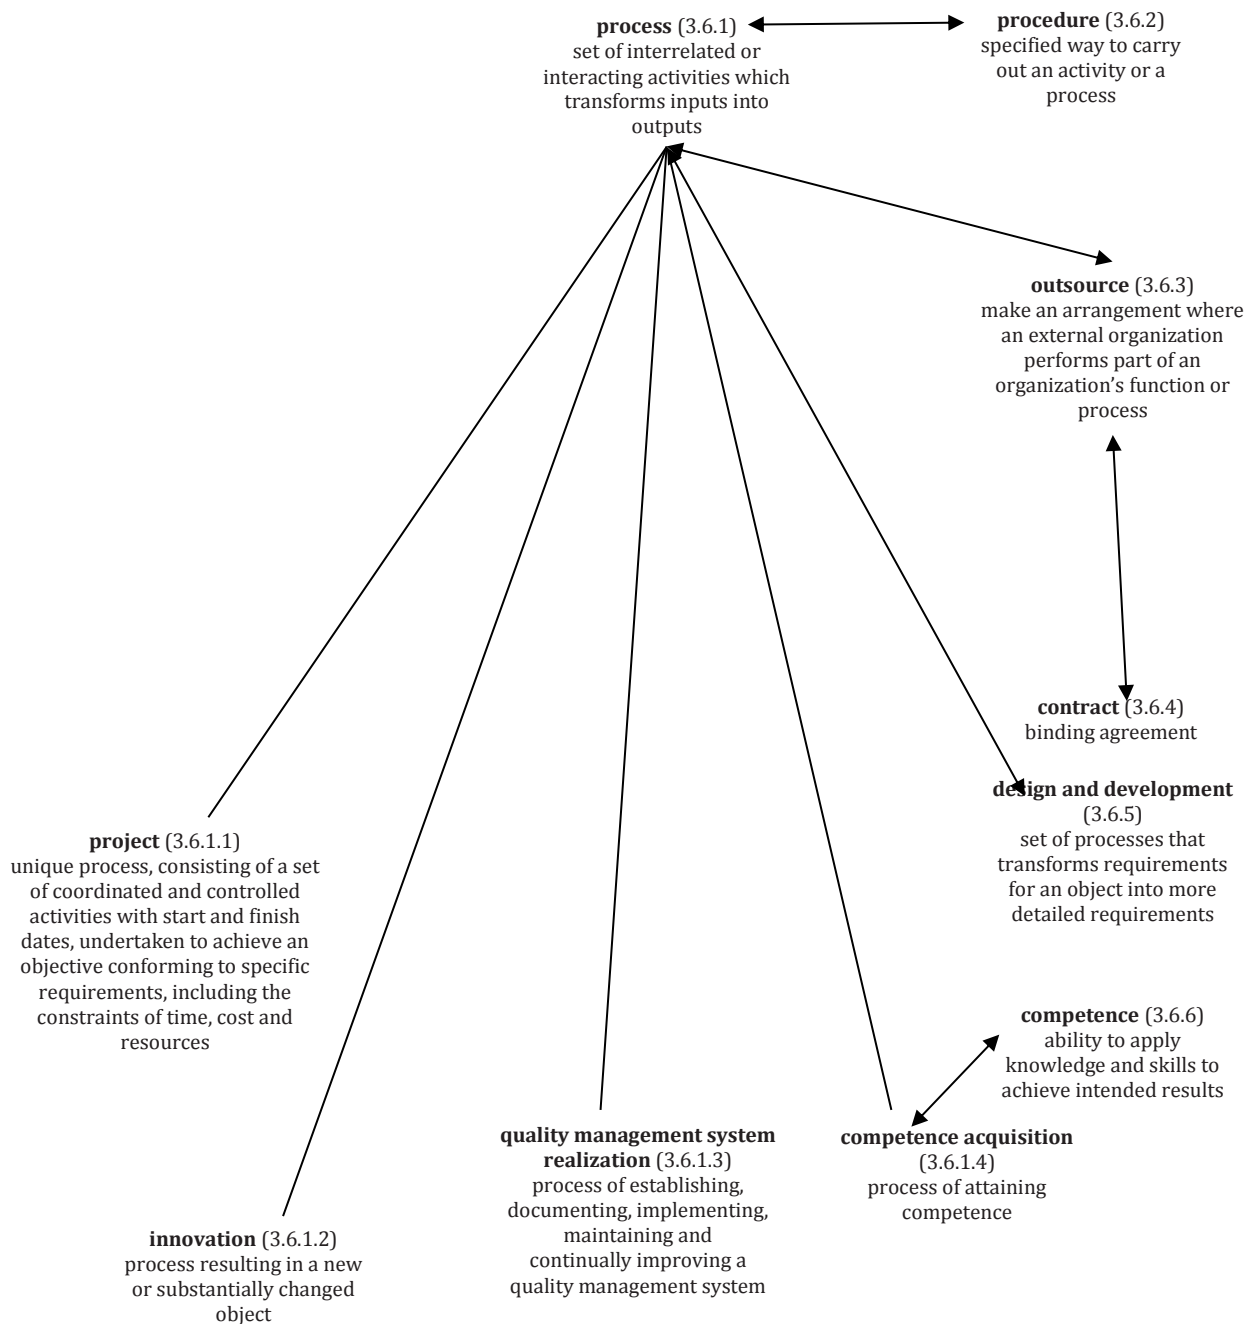 process (3.6.1)
set of interrelated or
interacting activities which
transforms inputs into
outputs
procedure (3.6.2)
specified way to carry
out an activity or a
process
outsource (3.6.3)
make an arrangement where
an external organization
performs part of an
organization’s function or
process
contract (3.6.4)
binding agreement
design and development
(3.6.5)
set of processes that
transforms requirements
for an object into more
detailed requirements
project (3.6.1.1)
unique process, consisting of a set
of coordinated and controlled
activities with start and finish
dates, undertaken to achieve an
objective conforming to specific
requirements, including the
constraints of time, cost and
resources
competence (3.6.6)
ability to apply
knowledge and skills to
achieve intended results
quality management system
realization (3.6.1.3)
process of establishing,
documenting, implementing,
maintaining and
continually improving a
quality management system
competence acquisition
(3.6.1.4)
process of attaining
competence
innovation (3.6.1.2)
process resulting in a new
or substantially changed
object